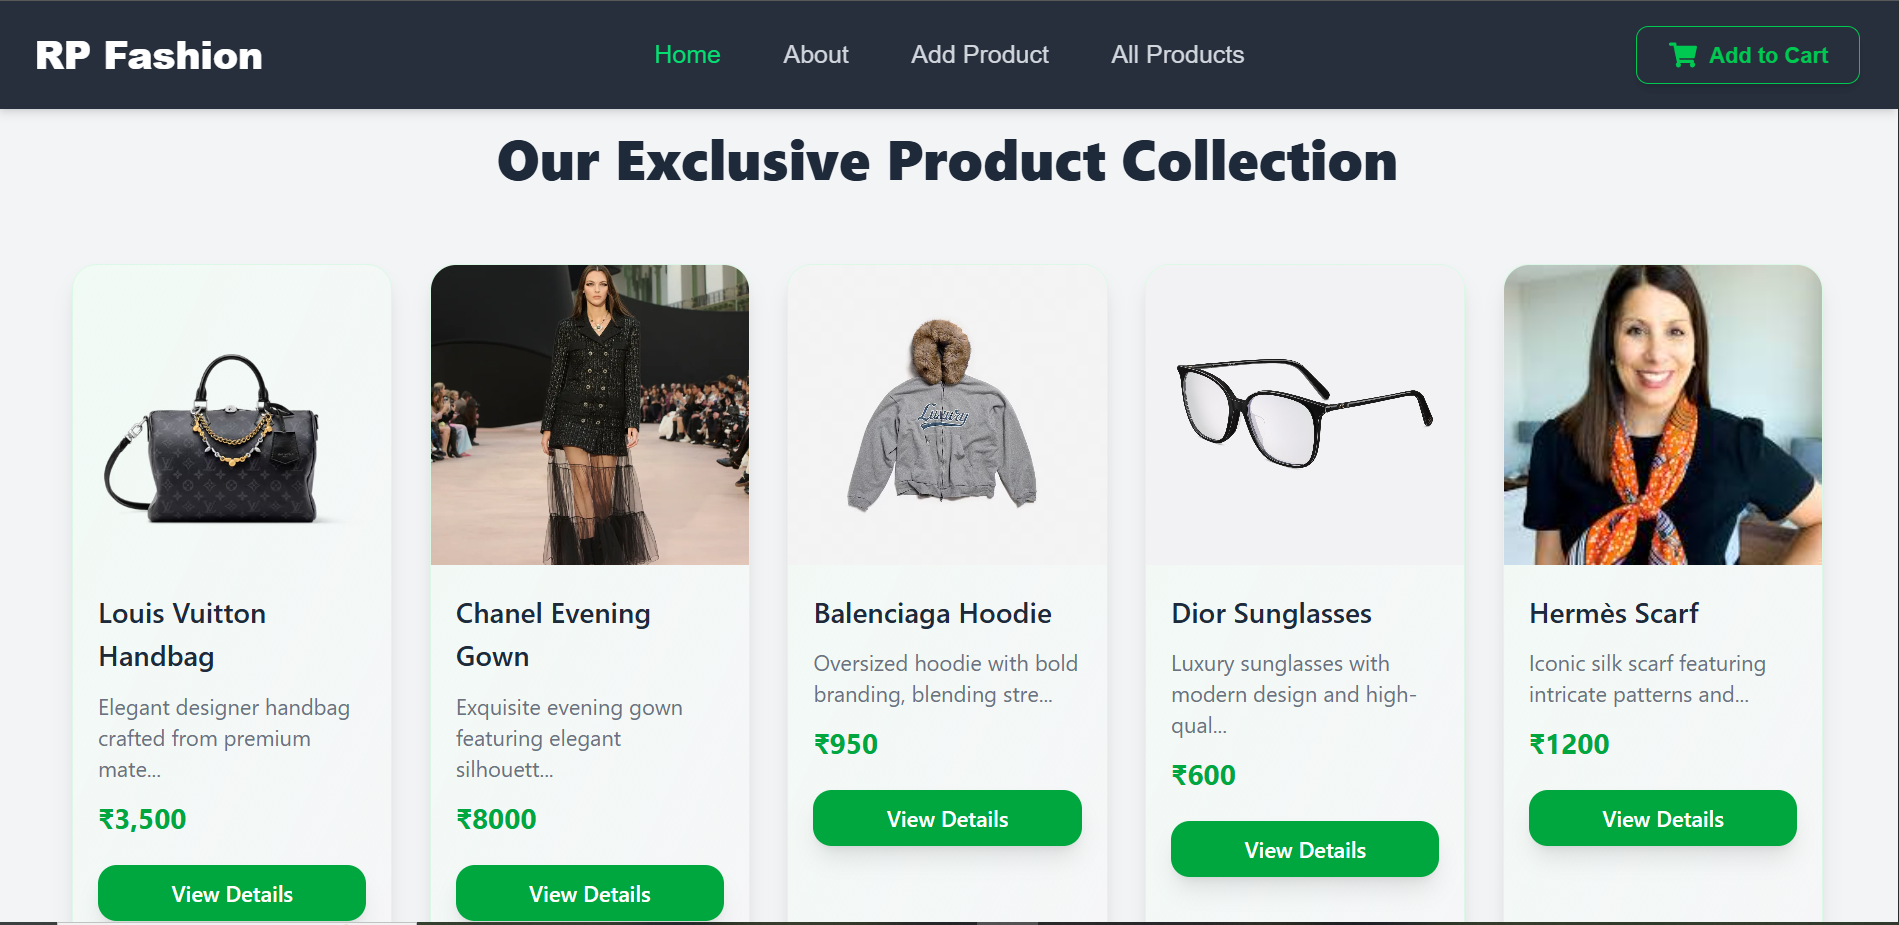 RP Fashion
Home
About
Add Product
All Products
Add to Cart
Our Exclusive Product Collection
Luxury
Louis Vuitton
Handbag
Elegant designer handbag
crafted from premium
mate...
₹3,500
View Details
Chanel Evening
Gown
Exquisite evening gown
featuring elegant
silhouett...
₹8000
View Details
Balenciaga Hoodie
Oversized hoodie with bold
branding, blending stre...
₹950
View Details
Dior Sunglasses
Luxury sunglasses with
modern design and high-
qual...
₹600
View Details
Hermès Scarf
Iconic silk scarf featuring
intricate patterns and...
₹1200
View Details